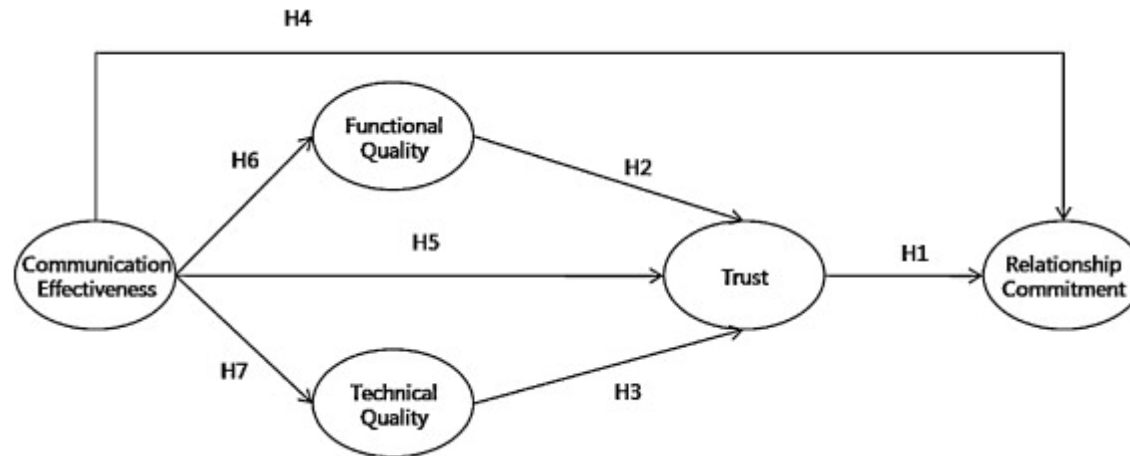 H4
Functional
Quality
H6
H2
H5
Communication
Effectiveness
Trust
H1
Relationship
Commitment
H7
Technical
Quality
H3